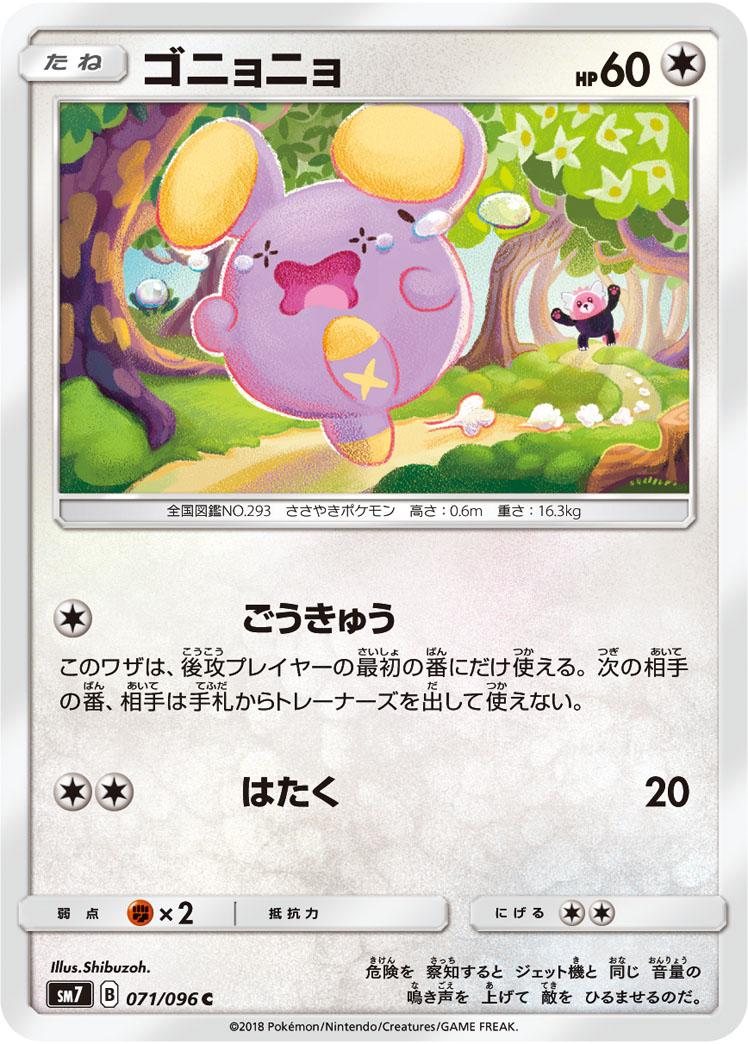 たね ゴニョニョ HP60
全国図鑑NO.293 ささやきポケモン 高さ：0.6m 重さ：16.3kg
ごうきゅう
このワザは、後攻プレイヤーの最初の番にだけ使える。次の相手
の番、相手は手札からトレーナーズを出して使えない。
はたく 20
弱点 ×2 抵抗力 にげる
Illus.Shibuzoh.
危険を 察知すると ジェット機と 同じ 音量の
鳴き声を 上げて 敵を ひるませるのだ。
SM7 B 071/096 C
©2018 Pokémon/Nintendo/Creatures/GAME FREAK.